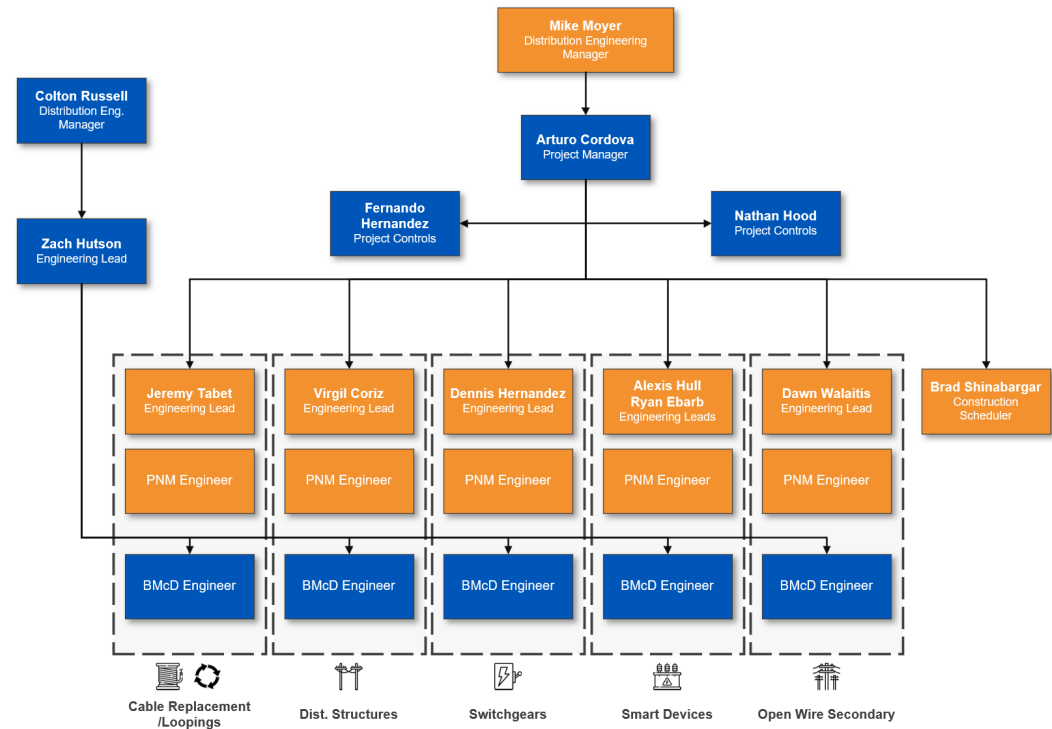 Mike Moyer
Distribution Engineering
Manager
Colton Russell
Distribution Eng.
Manager
Arturo Cordova
Project Manager
Fernando
Hernandez
Project Controls
Nathan Hood
Project Controls
Zach Hutson
Engineering Lead
Jeremy Tabet
Engineering Lead
Virgil Coriz
Engineering Lead
Dennis Hernandez
Engineering Lead
Alexis Hull
Ryan Ebarb
Engineering Leads
Dawn Walaitis
Engineering Lead
Brad Shinabargar
Construction
Scheduler
PNM Engineer
PNM Engineer
PNM Engineer
PNM Engineer
PNM Engineer
BMcD Engineer
BMcD Engineer
BMcD Engineer
BMcD Engineer
BMcD Engineer
Cable Replacement
/Loopings
Dist. Structures
Switchgears
Smart Devices
Open Wire Secondary